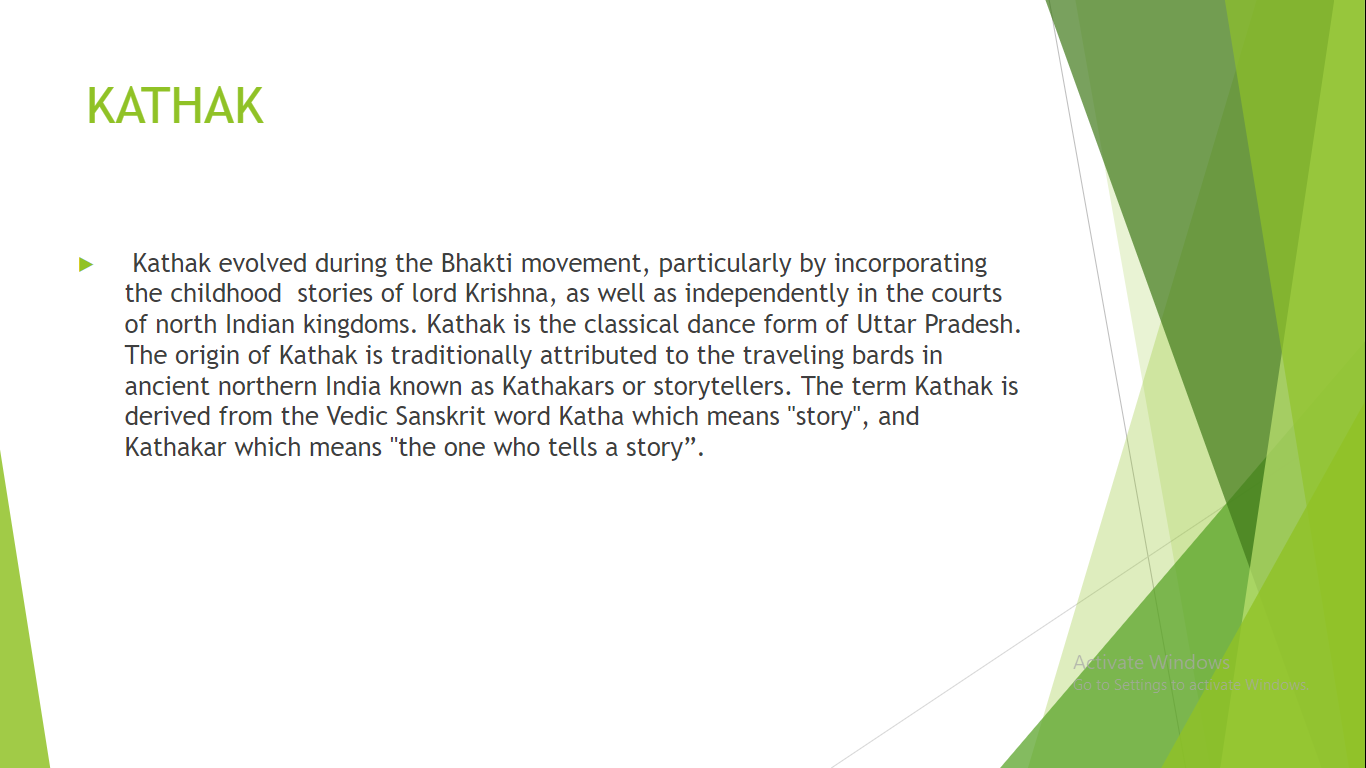 KATHAK
Kathak evolved during the Bhakti movement, particularly by incorporating
the childhood  stories of lord Krishna, as well as independently in the courts
of north Indian kingdoms. Kathak is the classical dance form of Uttar Pradesh.
The origin of Kathak is traditionally attributed to the traveling bards in
ancient northern India known as Kathakars or storytellers. The term Kathak is
derived from the Vedic Sanskrit word Katha which means "story", and
Kathakar which means "the one who tells a story”.
Activate Windows
Go to Settings to activate Windows.